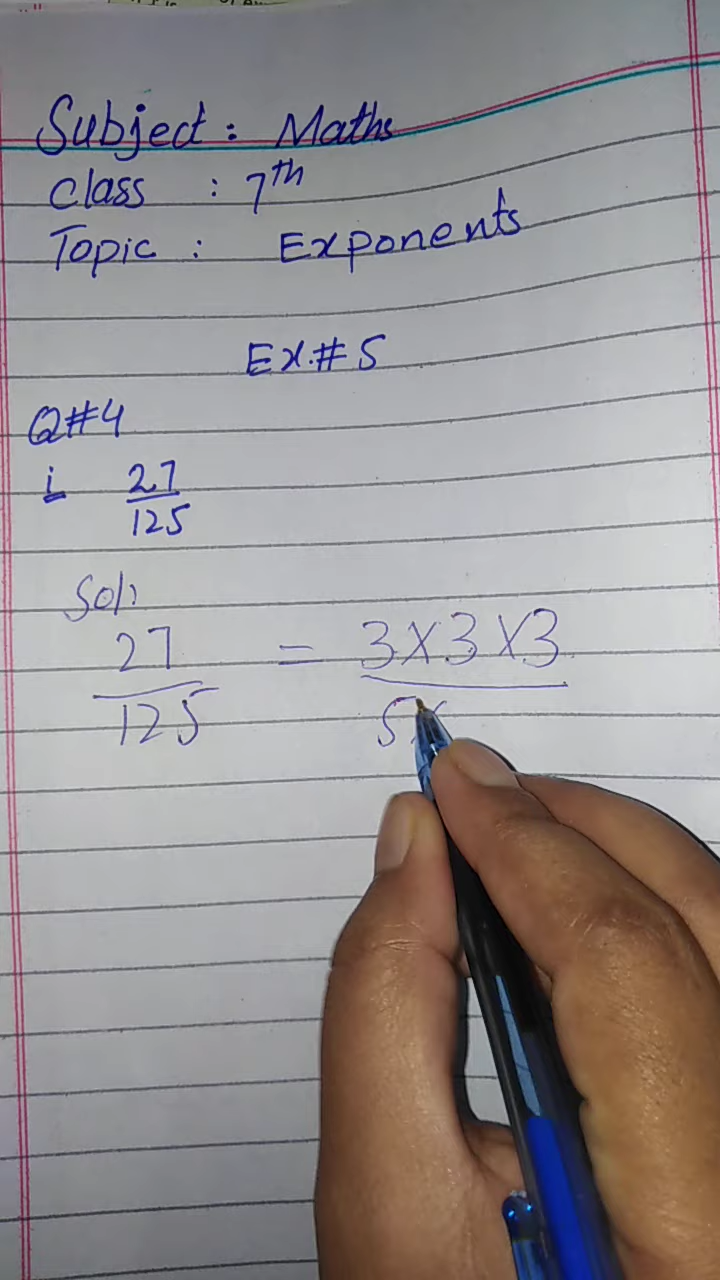 Subject: Maths
Class : 7th
Topic : Exponents
Ex.# 5
Q#4
i 27/125
Sol:
27/125 = 3×3×3/5×